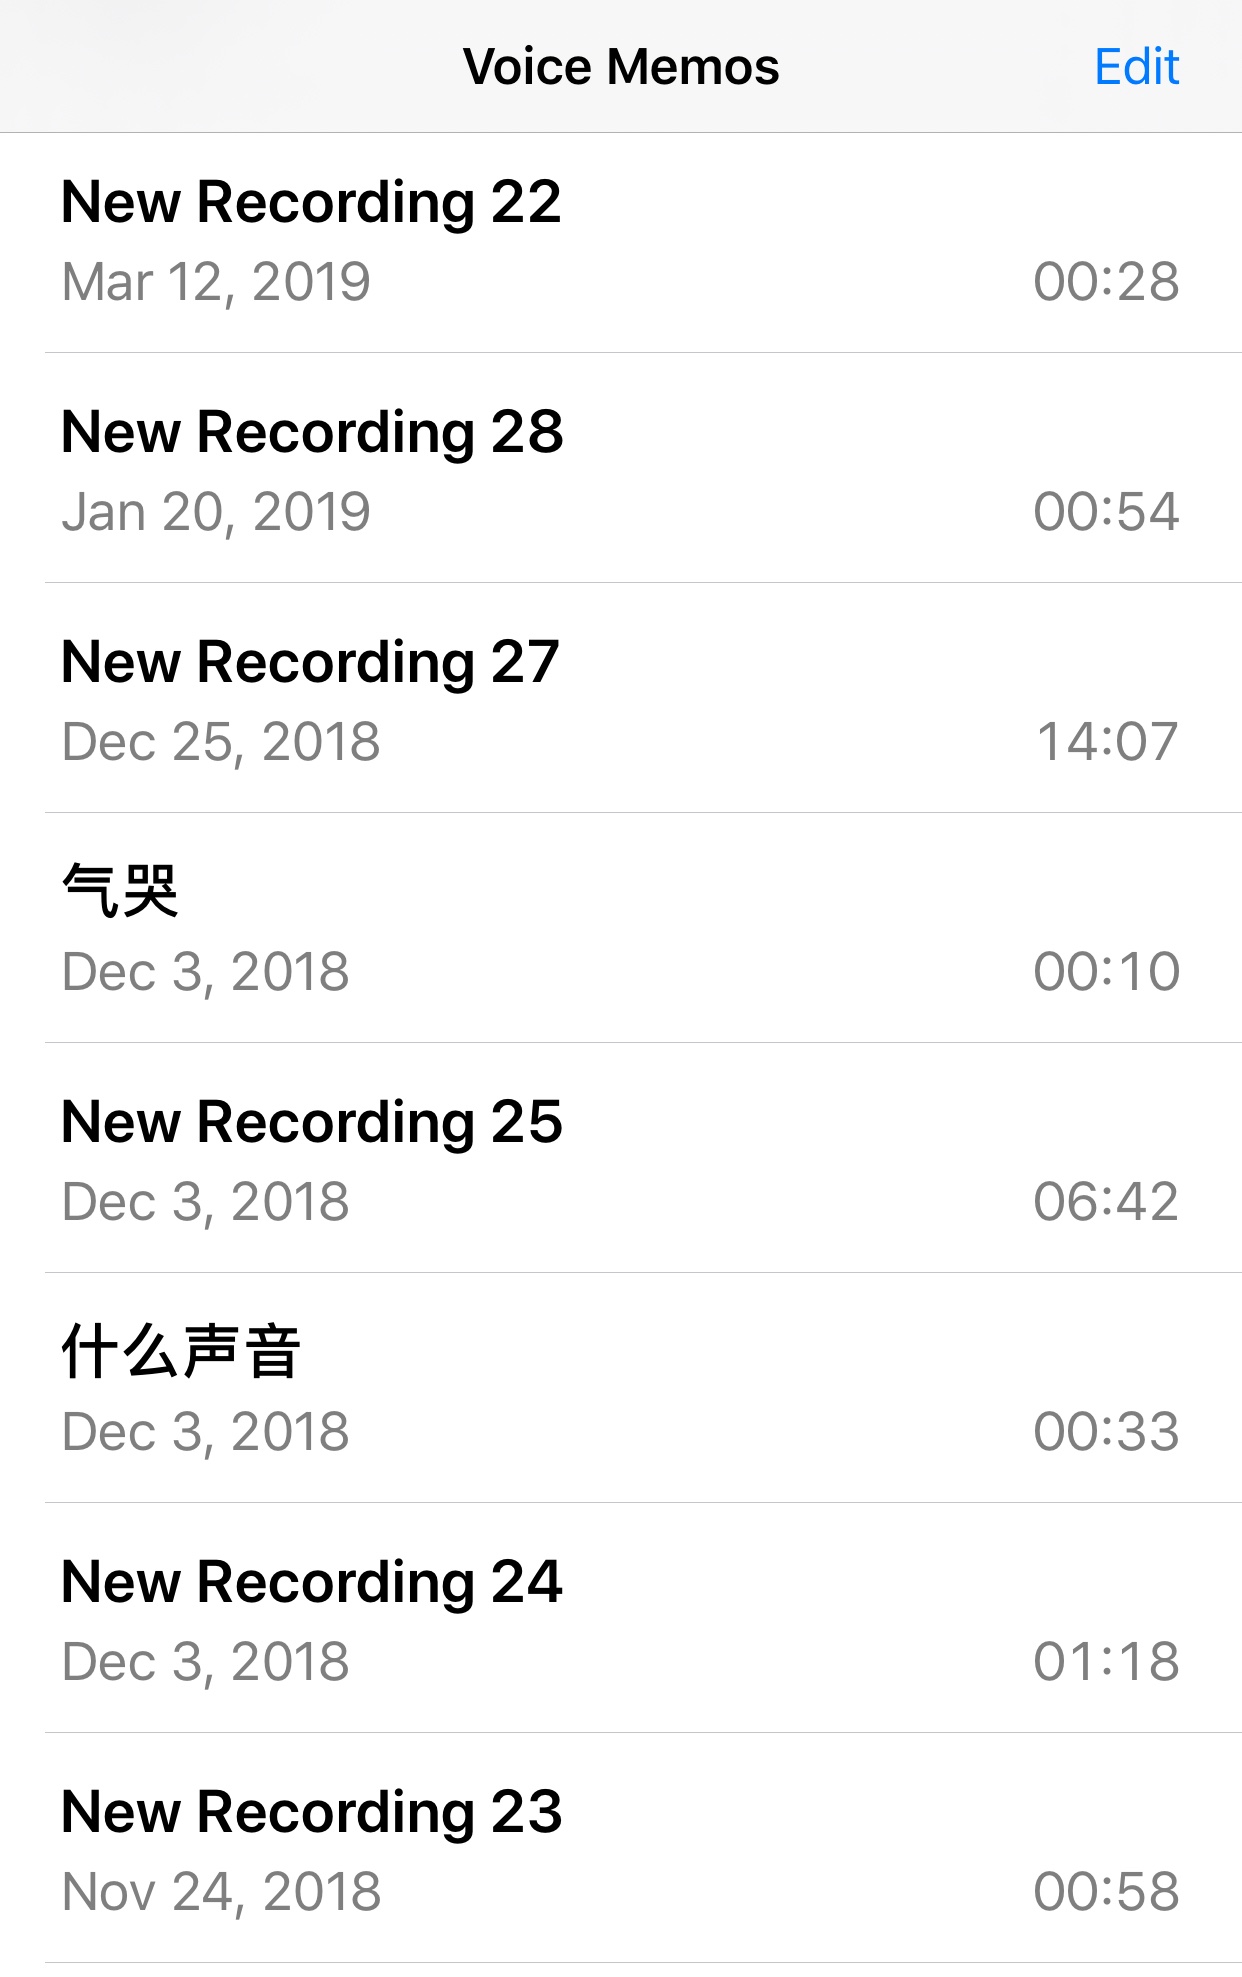 Voice Memos Edit
New Recording 22
Mar 12, 2019 00:28
New Recording 28
Jan 20, 2019 00:54
New Recording 27
Dec 25, 2018 14:07
气哭
Dec 3, 2018 00:10
New Recording 25
Dec 3, 2018 06:42
什么声音
Dec 3, 2018 00:33
New Recording 24
Dec 3, 2018 01:18
New Recording 23
Nov 24, 2018 00:58